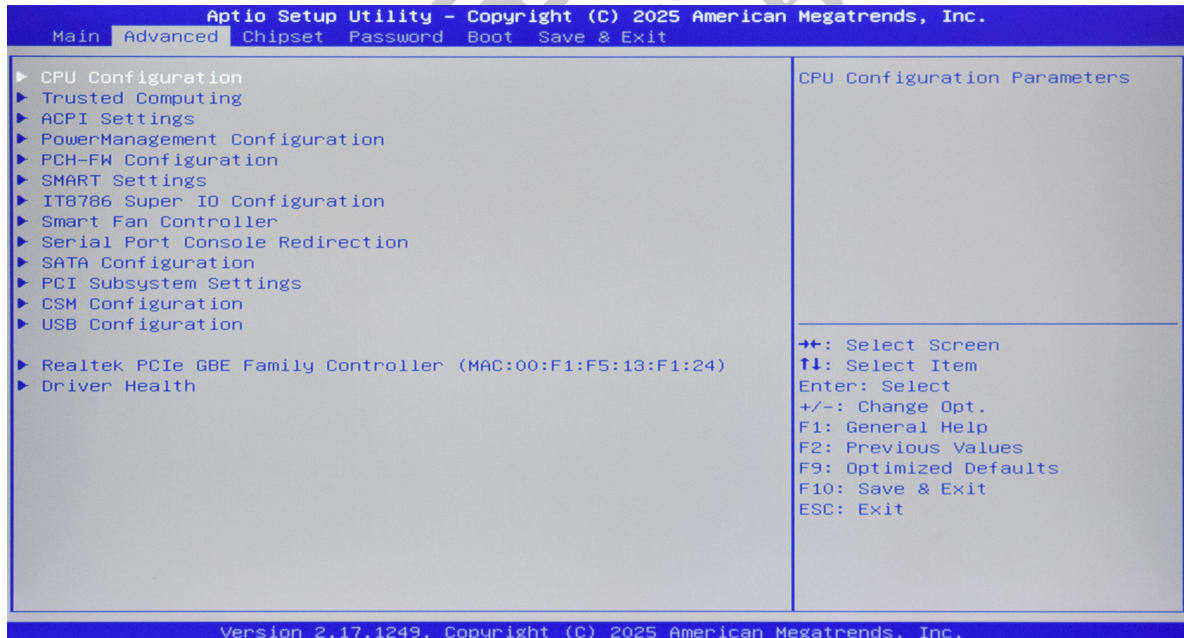 Aptio Setup Utility – Copyright (C) 2025 American Megatrends, Inc.
Main Advanced Chipset Password Boot Save & Exit
▶ CPU Configuration
▶ Trusted Computing
▶ ACPI Settings
▶ PowerManagement Configuration
▶ PCH-FW Configuration
▶ SMART Settings
▶ IT8786 Super IO Configuration
▶ Smart Fan Controller
▶ Serial Port Console Redirection
▶ SATA Configuration
▶ PCI Subsystem Settings
▶ CSM Configuration
▶ USB Configuration
▶ Realtek PCIe GBE Family Controller (MAC:00:F1:F5:13:F1:24)
▶ Driver Health
CPU Configuration Parameters
→←: Select Screen
↑↓: Select Item
Enter: Select
+/-: Change Opt.
F1: General Help
F2: Previous Values
F9: Optimized Defaults
F10: Save & Exit
ESC: Exit
Version 2.17.1249. Copyright (C) 2025 American Megatrends, Inc.